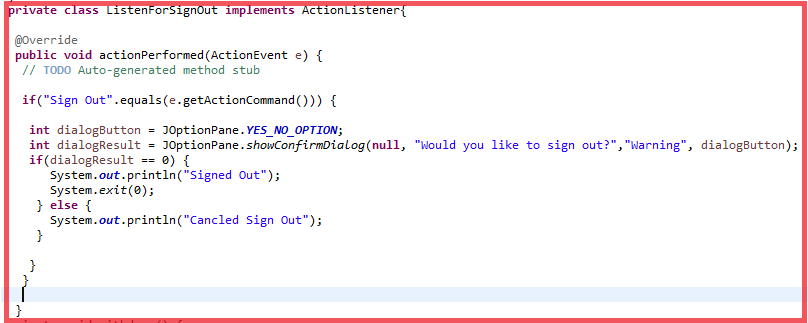 private class ListenForSignOut implements ActionListener{
@Override
public void actionPerformed(ActionEvent e) {
// TODO Auto-generated method stub
if("Sign Out".equals(e.getActionCommand())) {
int dialogButton = JOptionPane.YES_NO_OPTION;
int dialogResult = JOptionPane.showConfirmDialog(null, "Would you like to sign out?","Warning", dialogButton);
if(dialogResult == 0) {
System.out.println("Signed Out");
System.exit(0);
} else {
System.out.println("Cancled Sign Out");
}
}
}
}